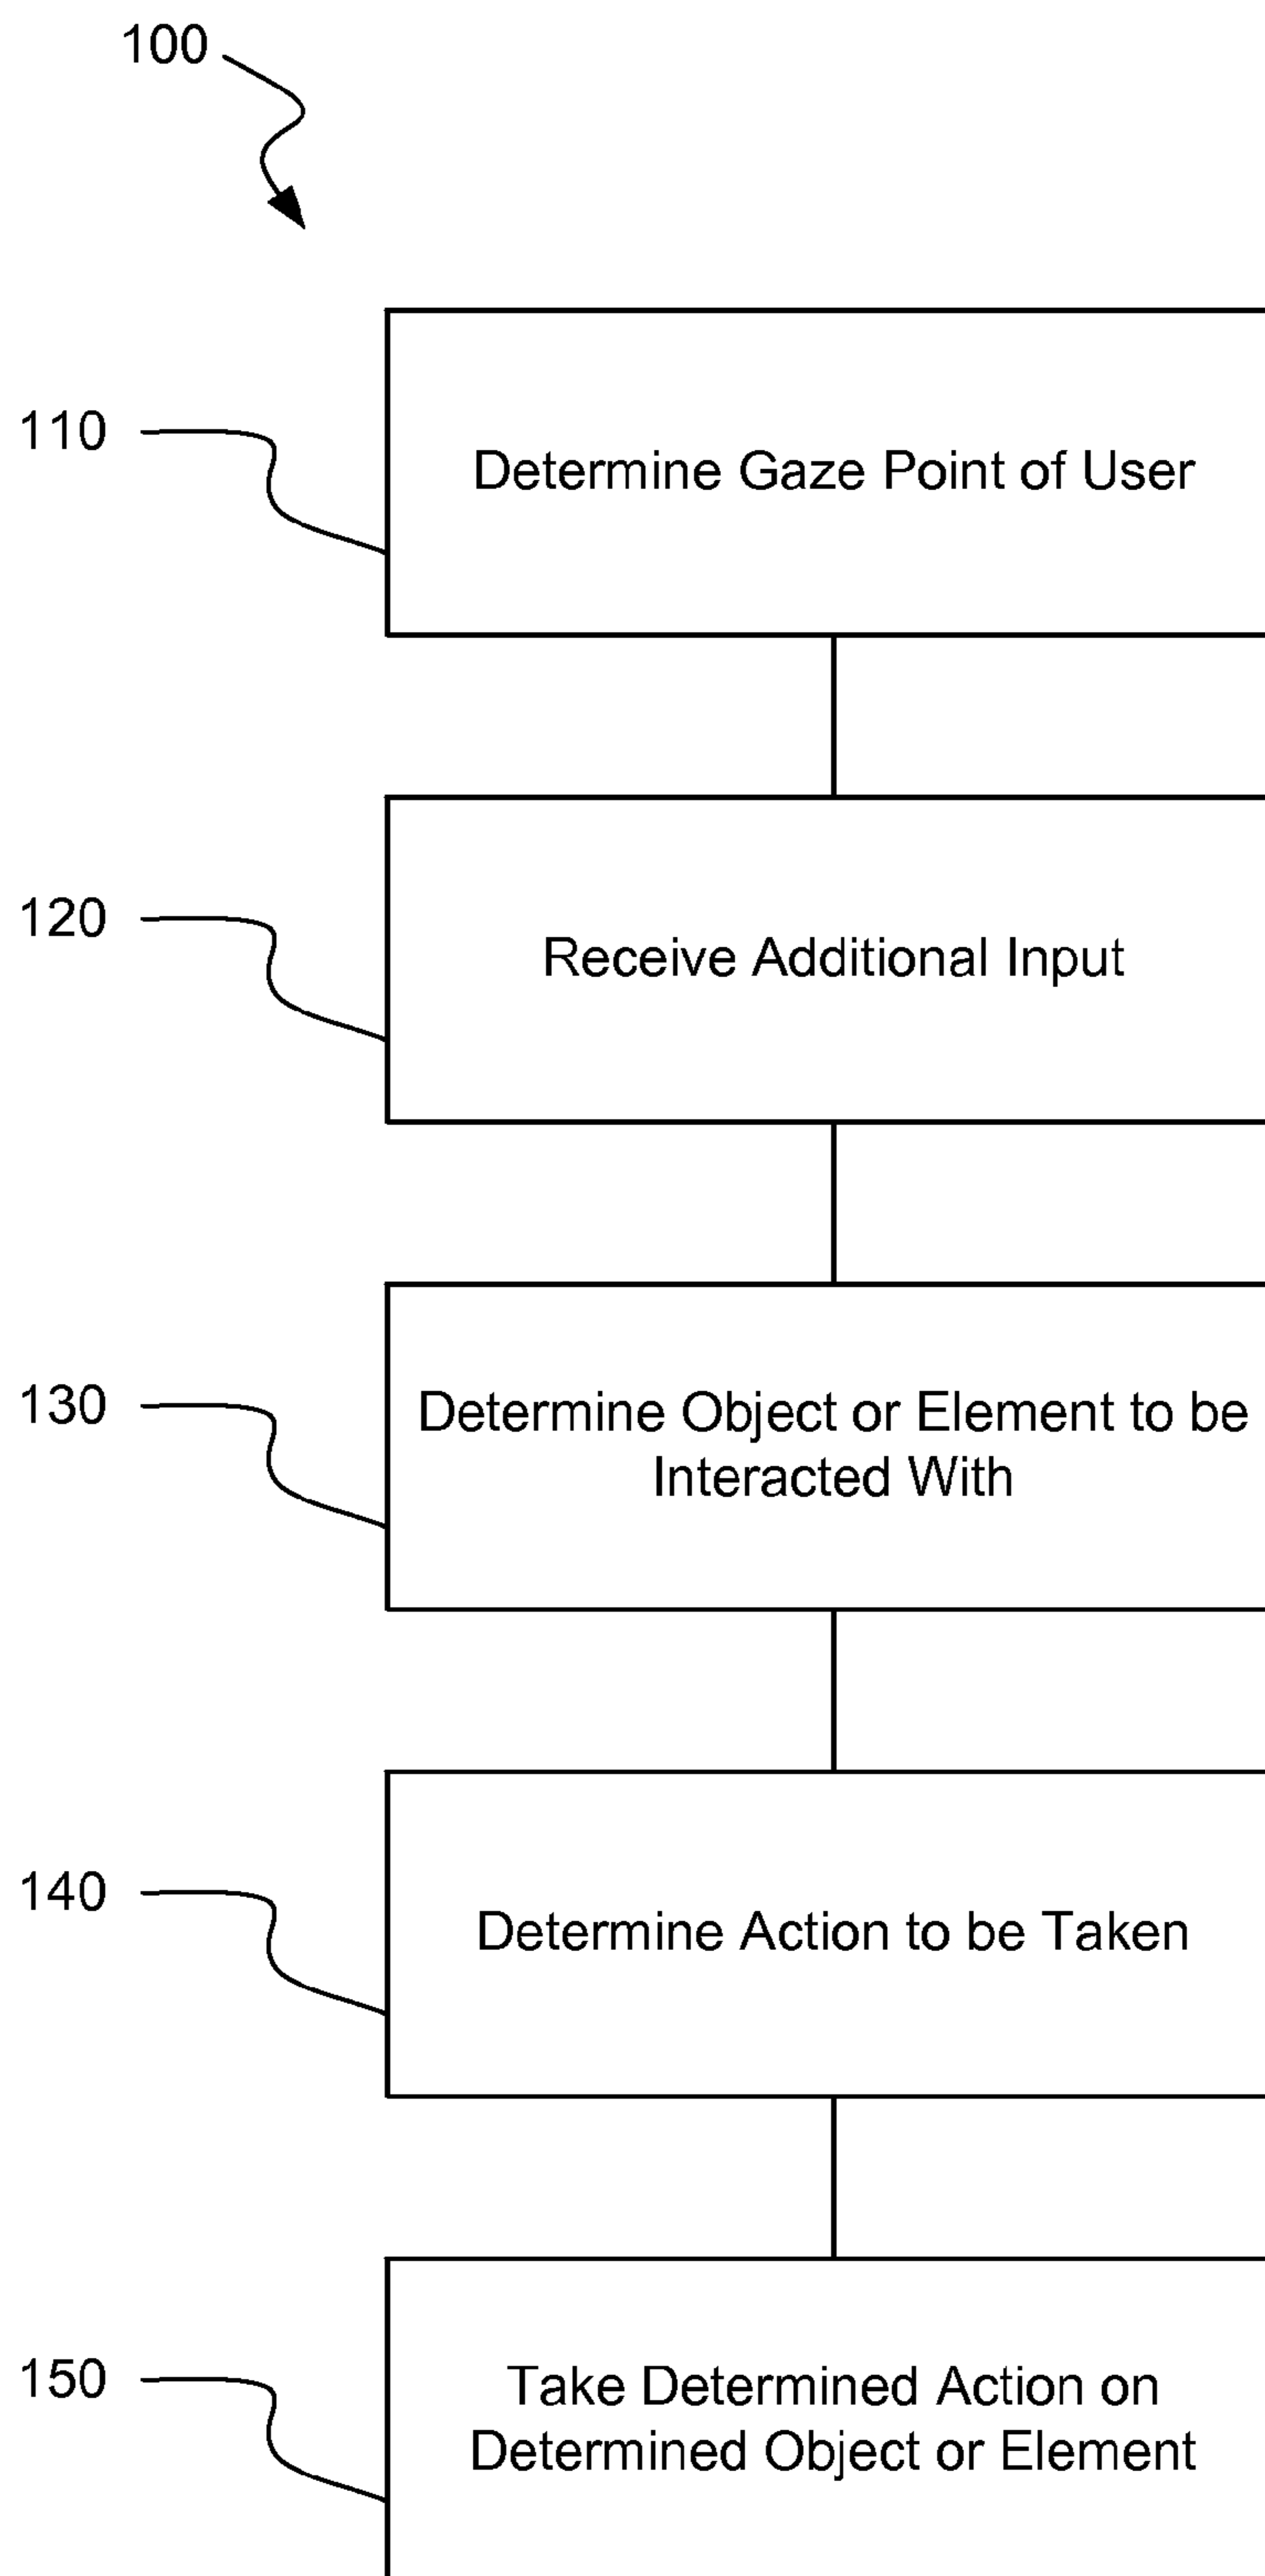 100
110
Determine Gaze Point of User
120
Receive Additional Input
130
Determine Object or Element to be
Interacted With
140
Determine Action to be Taken
150
Take Determined Action on
Determined Object or Element